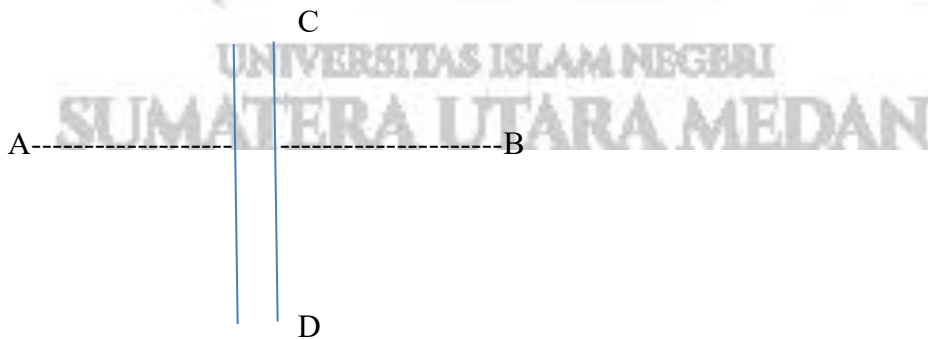 C
UNIVERSITAS ISLAM NEGERI
SUMATERA UTARA MEDAN
A B
D